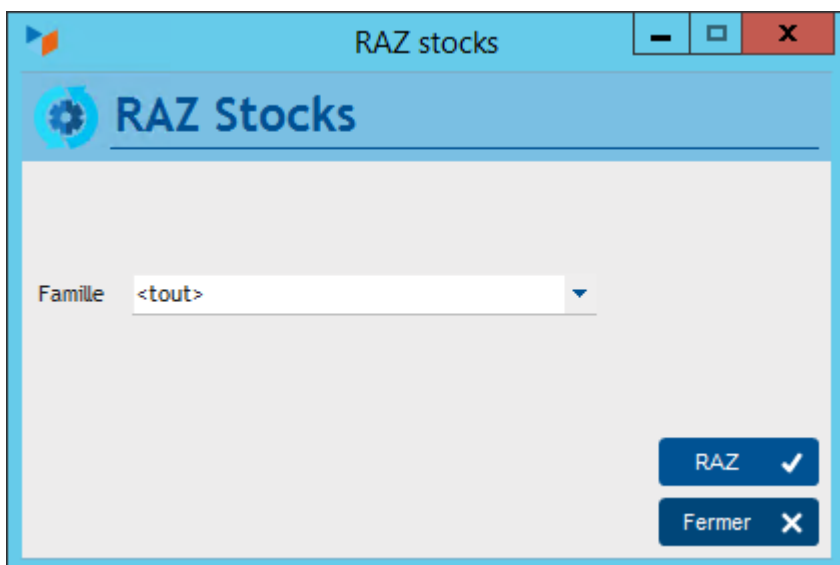 RAZ stocks
RAZ Stocks
Famille <tout>
RAZ
Fermer